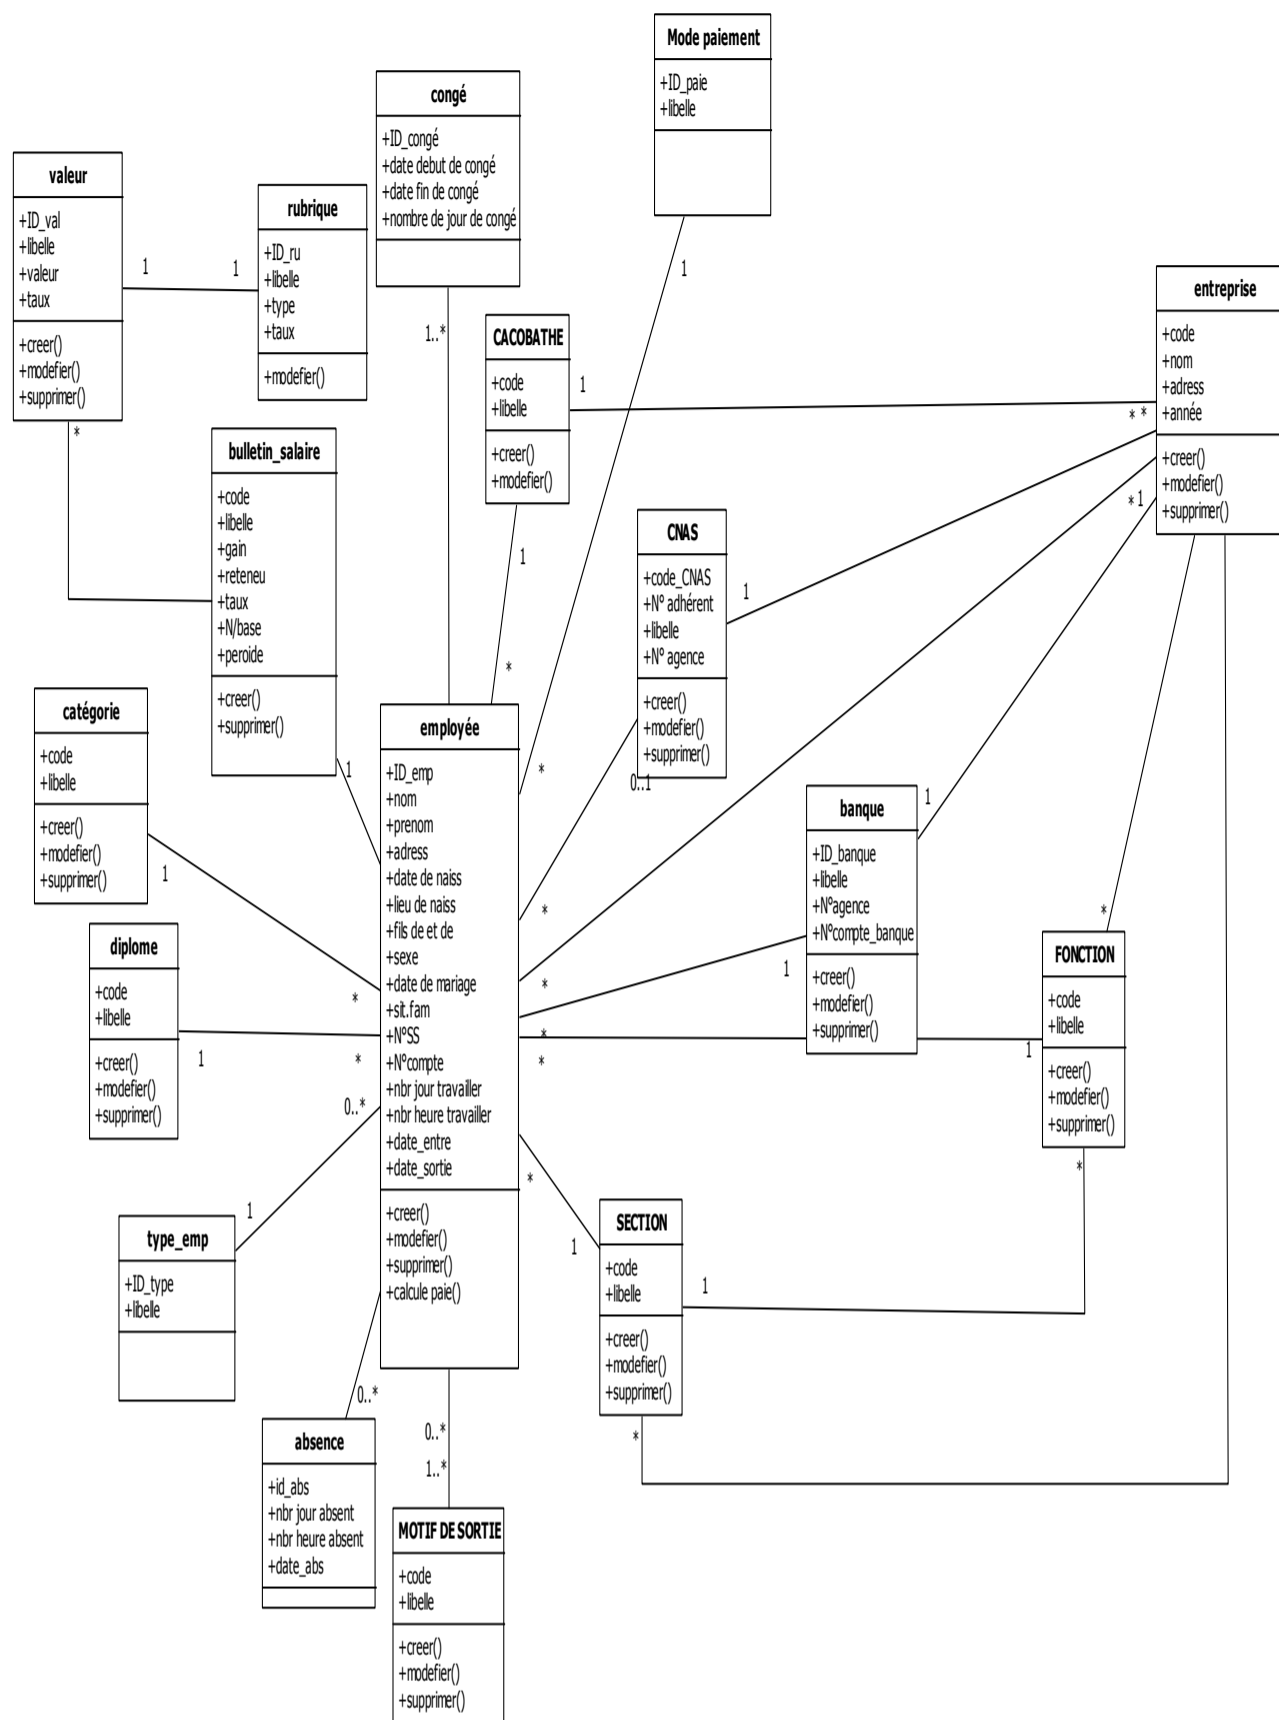 Mode paiement
+ID_paie
+libelle
congé
+ID_congé
+date debut de congé
+date fin de congé
+nombre de jour de congé
1..*
1
valeur
+ID_val
+libelle
+valeur
+taux
+creer()
+modefier()
+supprimer()
*
1
1
rubrique
+ID_ru
+libelle
+type
+taux
+modefier()
CACOBATHE
+code
+libelle
+creer()
+modefier()
1
1
*
entreprise
+code
+nom
+adress
+année
+creer()
+modefier()
+supprimer()
* *
* 1
bulletin_salaire
+code
+libelle
+gain
+reteneu
+taux
+N/base
+peroide
+creer()
+supprimer()
1
CNAS
+code_CNAS
+N° adhérent
+libelle
+N° agence
+creer()
+modefier()
+supprimer()
1
0..1
catégorie
+code
+libelle
+creer()
+modefier()
+supprimer()
1
*
employée
+ID_emp
+nom
+prenom
+adress
+date de naiss
+lieu de naiss
+fils de et de
+sexe
+date de mariage
+sit.fam
+N°SS
+N°compte
+nbr jour travailler
+nbr heure travailler
+date_entre
+date_sortie
+creer()
+modefier()
+supprimer()
+calcule paie()
*
*
*
*
*
*
banque
+ID_banque
+libelle
+N°agence
+N°compte_banque
+creer()
+modefier()
+supprimer()
1
1
FONCTION
+code
+libelle
+creer()
+modefier()
+supprimer()
*
1
*
diplome
+code
+libelle
+creer()
+modefier()
+supprimer()
1
*
0..*
type_emp
+ID_type
+libelle
1
SECTION
+code
+libelle
+creer()
+modefier()
+supprimer()
1
1
*
absence
+id_abs
+nbr jour absent
+nbr heure absent
+date_abs
0..*
0..*
1..*
MOTIF DE SORTIE
+code
+libelle
+creer()
+modefier()
+supprimer()